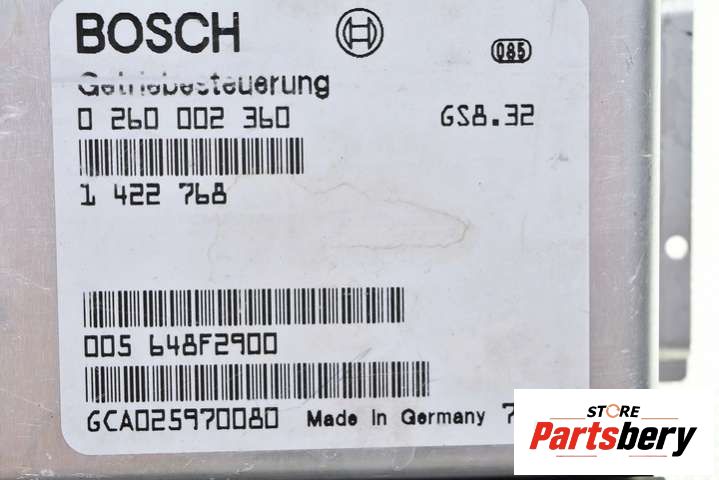 BOSCH
085
Getriebesteuerung
0 260 002 360 GS8.32
1 422 768
005 648F2900
GCA025970080 Made in Germany 7
STORE
Partsbery